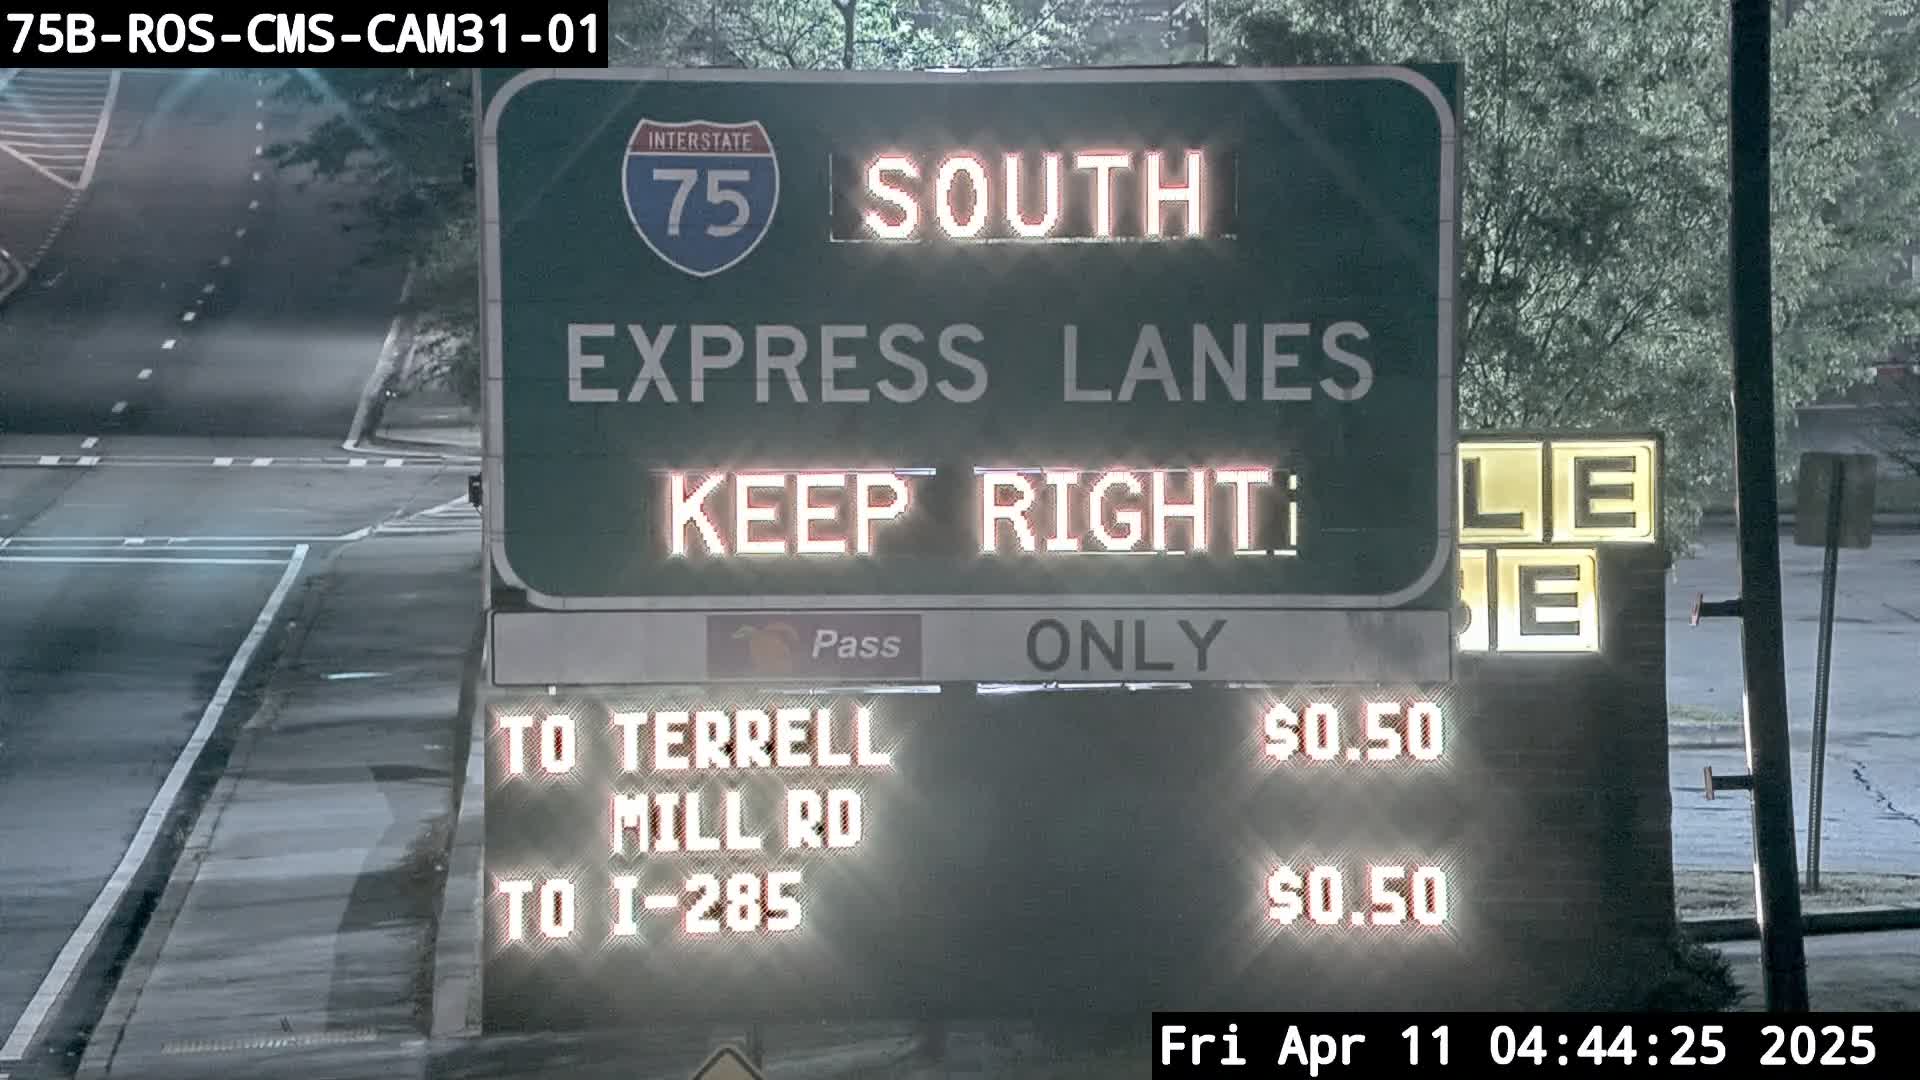 75B-ROS-CMS-CAM31-01
INTERSTATE
75
SOUTH
EXPRESS LANES
KEEP RIGHT
Pass ONLY
TO TERRELL $0.50
MILL RD
TO I-285 $0.50
LE
E
Fri Apr 11 04:44:25 2025